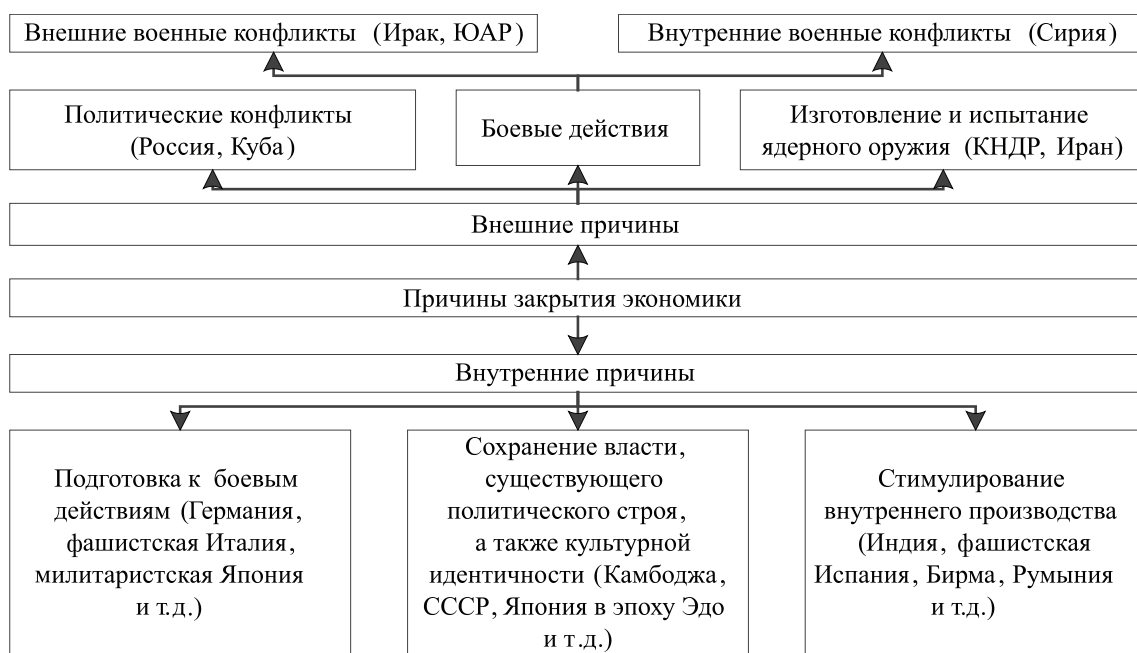 Внешние военные конфликты (Ирак, ЮАР)
Внутренние военные конфликты (Сирия)
Политические конфликты
(Россия, Куба)
Боевые действия
Изготовление и испытание
ядерного оружия (КНДР, Иран)
Внешние причины
Причины закрытия экономики
Внутренние причины
Подготовка к боевым
действиям (Германия,
фашистская Италия,
милитаристская Япония
и т.д.)
Сохранение власти,
существующего
политического строя,
а также культурной
идентичности (Камбоджа,
СССР, Япония в эпоху Эдо
и т.д.)
Стимулирование
внутреннего производства
(Индия, фашистская
Испания, Бирма, Румыния
и т.д.)